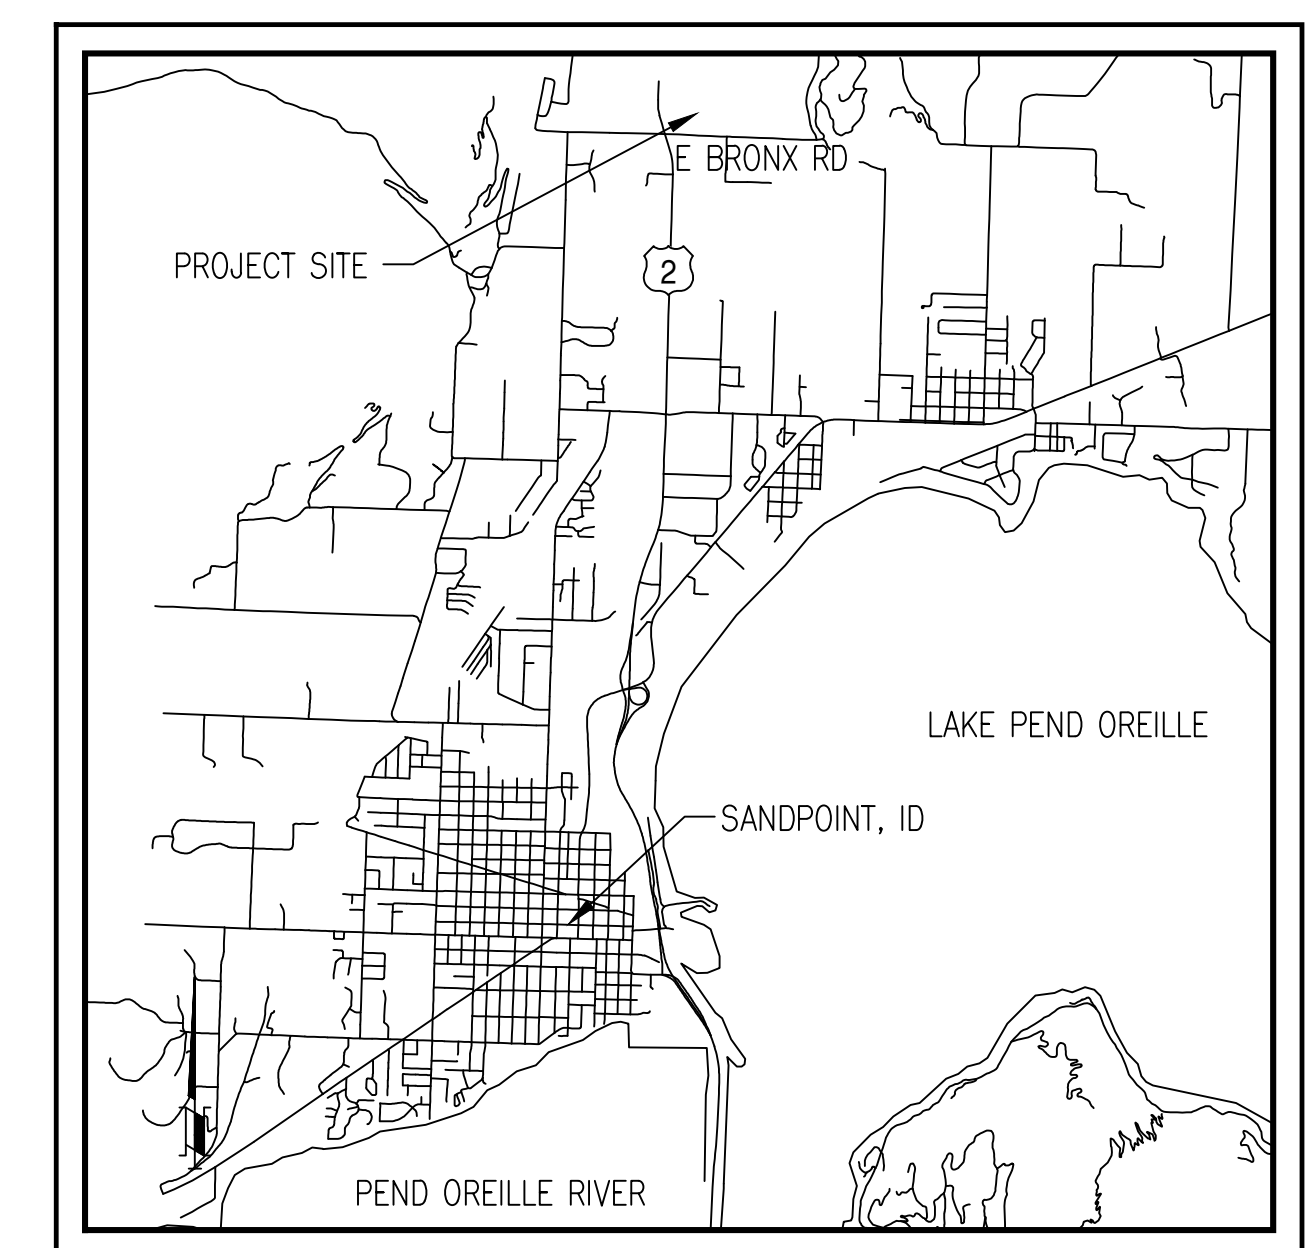 E BRONX RD
PROJECT SITE
2
LAKE PEND OREILLE
SANDPOINT, ID
PEND OREILLE RIVER